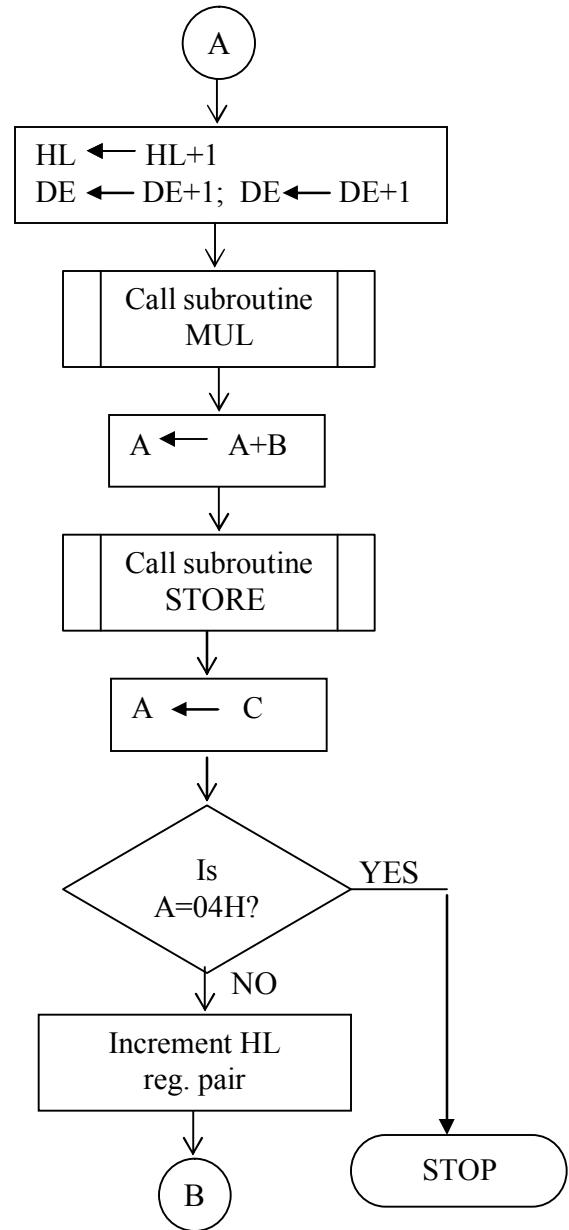 A
HL ← HL+1
DE ← DE+1; DE ← DE+1
Call subroutine
MUL
A ← A+B
Call subroutine
STORE
A ← C
Is
A=04H?
YES
NO
Increment HL
reg. pair
B
STOP